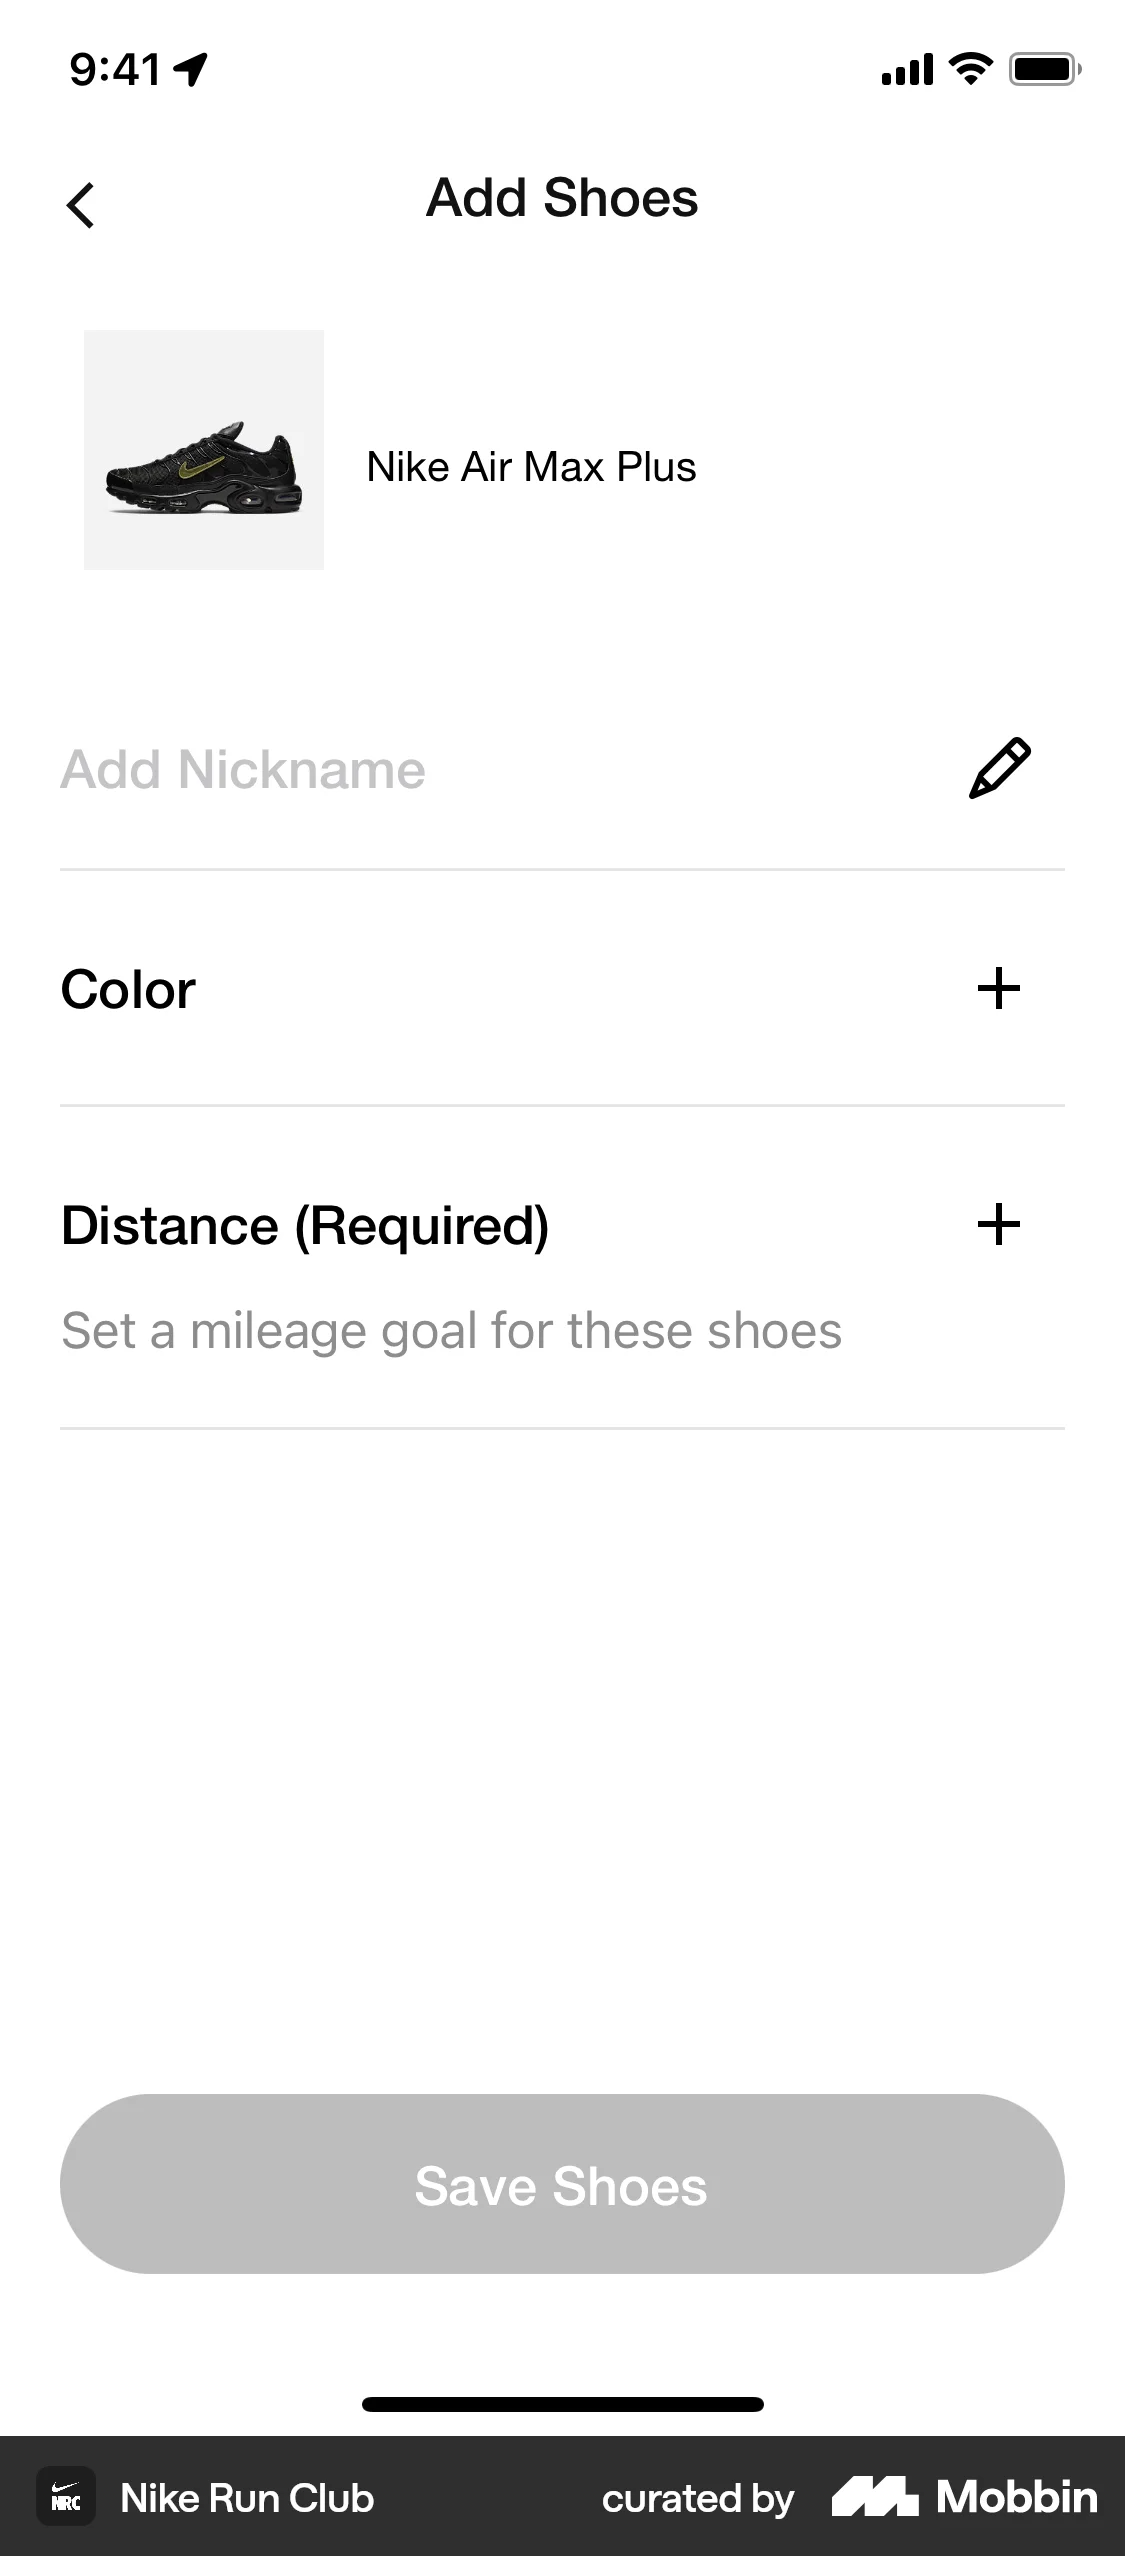 9:41
Add Shoes
Nike Air Max Plus
Add Nickname
Color
Distance (Required)
Set a mileage goal for these shoes
Save Shoes
NRC
Nike Run Club
curated by
Mobbin